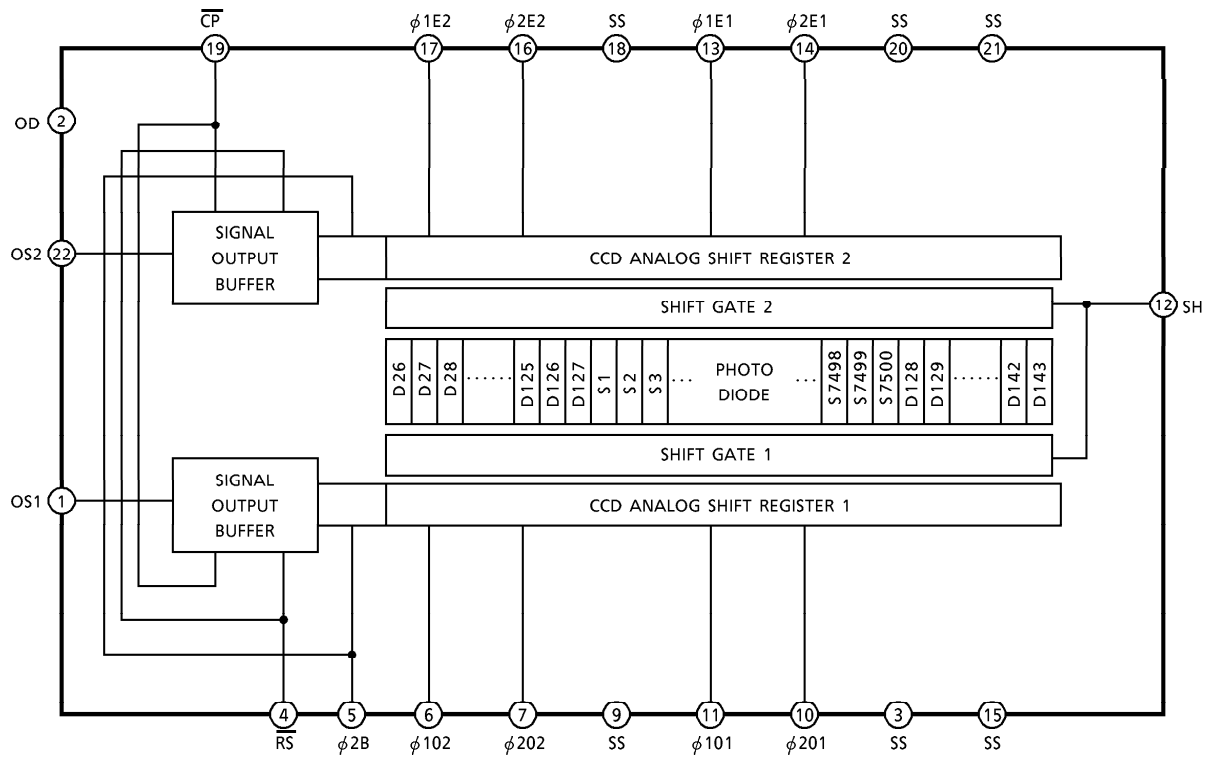 C̅P̅ φ1E2 φ2E2 SS φ1E1 φ2E1 SS SS
19 17 16 18 13 14 20 21
OD 2
OS2 22
SIGNAL
OUTPUT
BUFFER
CCD ANALOG SHIFT REGISTER 2
SHIFT GATE 2
12 SH
D26 D27 D28 ...... D125 D126 D127 S1 S2 S3 ... PHOTO DIODE ... S7498 S7499 S7500 D128 D129 ...... D142 D143
SHIFT GATE 1
OS1 1
SIGNAL
OUTPUT
BUFFER
CCD ANALOG SHIFT REGISTER 1
4 5 6 7 9 11 10 3 15
R̅S̅ φ2B φ102 φ202 SS φ101 φ201 SS SS